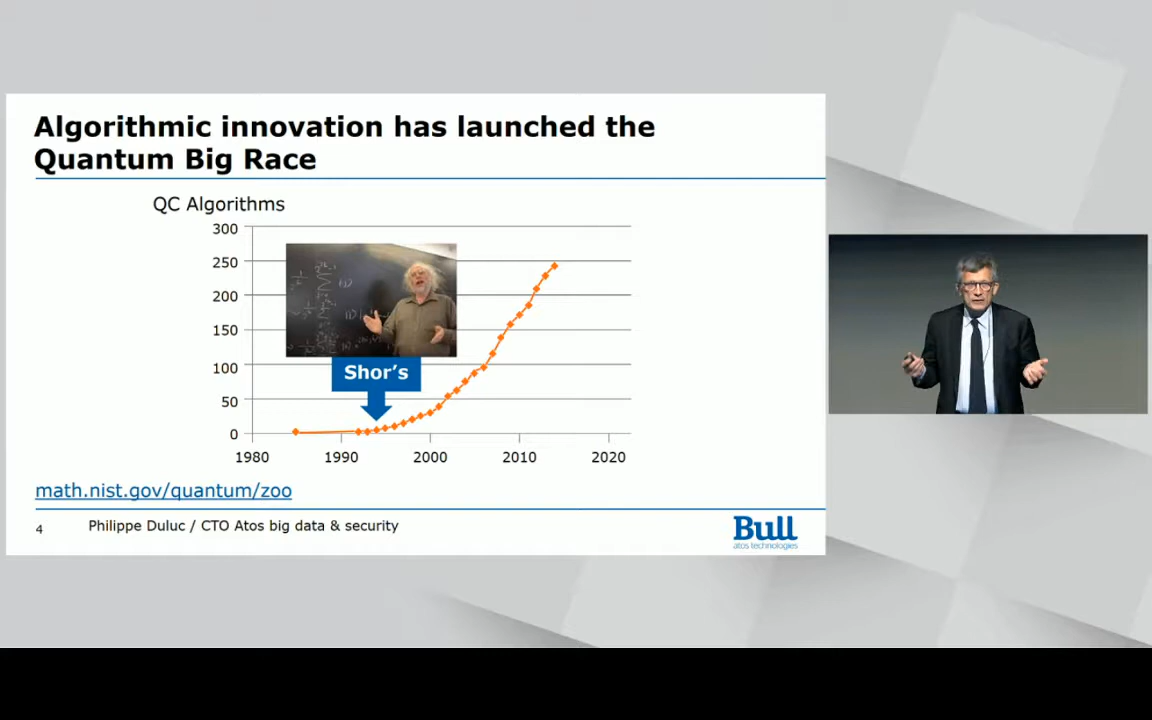 Algorithmic innovation has launched the
Quantum Big Race
QC Algorithms
300
250
200
150
100
50
0
Shor's
1980 1990 2000 2010 2020
math.nist.gov/quantum/zoo
4 Philippe Duluc / CTO Atos big data & security
Bull
atos technologies